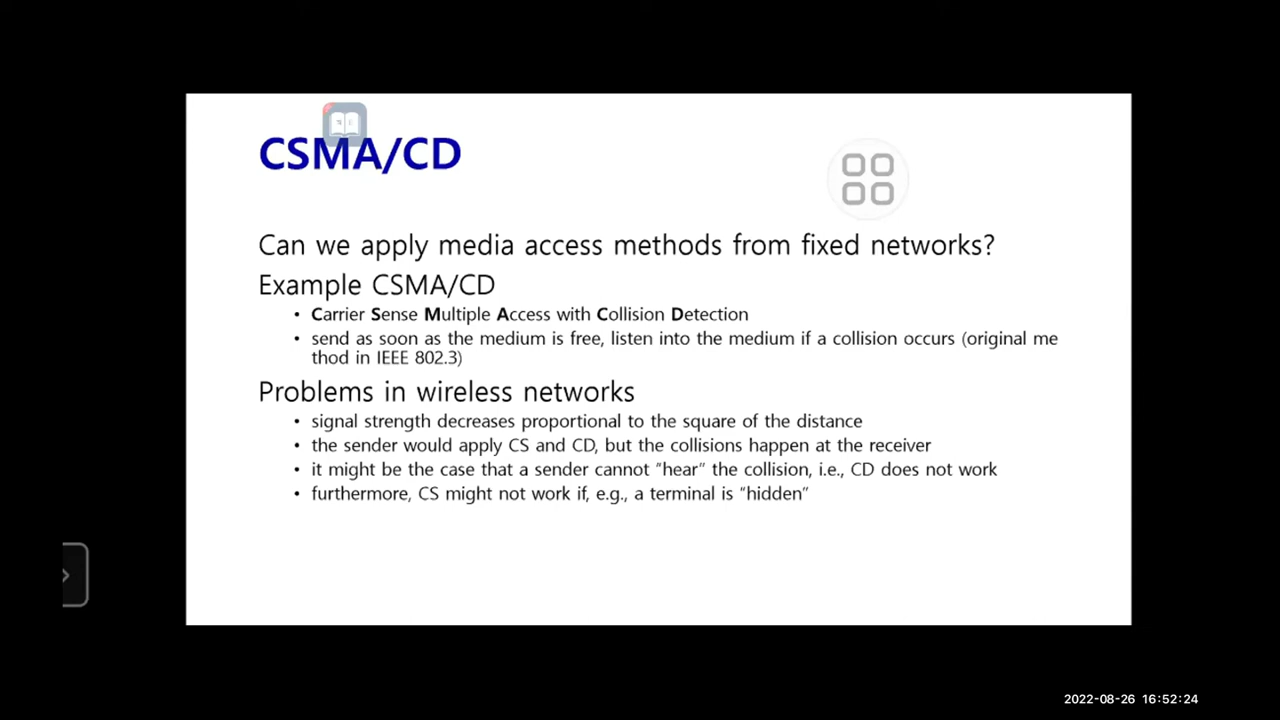 CSMA/CD
Can we apply media access methods from fixed networks?
Example CSMA/CD
• Carrier Sense Multiple Access with Collision Detection
• send as soon as the medium is free, listen into the medium if a collision occurs (original me
thod in IEEE 802.3)
Problems in wireless networks
• signal strength decreases proportional to the square of the distance
• the sender would apply CS and CD, but the collisions happen at the receiver
• it might be the case that a sender cannot “hear” the collision, i.e., CD does not work
• furthermore, CS might not work if, e.g., a terminal is “hidden”
2022-08-26 16:52:24